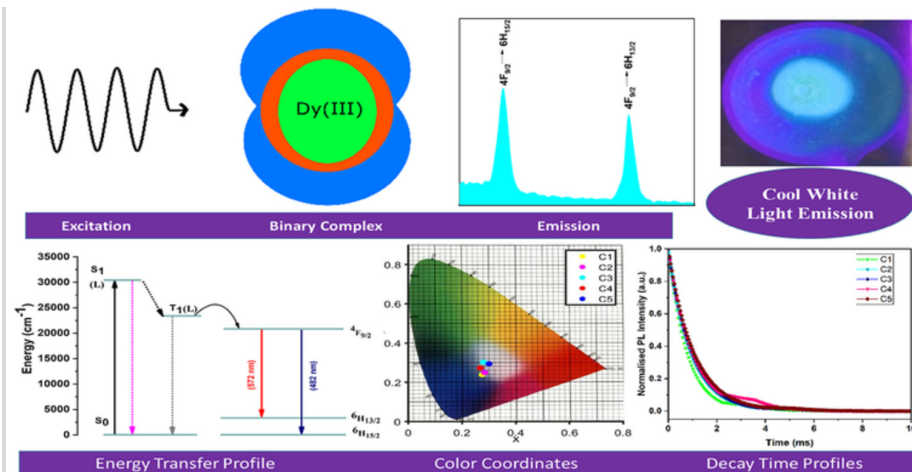 Dy(III)
4F9/2 → 6H15/2
4F9/2 → 6H13/2
Cool White
Light Emission
Excitation
Binary Complex
Emission
Energy (cm-1)
35000
30000
25000
20000
15000
10000
5000
0
S1
(L)
T1(L)
S0
4F9/2
(572 nm)
(482 nm)
6H13/2
6H15/2
0.8
0.6
0.4
0.2
0.0
0.0
0.2
0.4
0.6
0.8
X
C1
C2
C3
C4
C5
Normalised PL Intensity (a.u.)
1.0
0.8
0.6
0.4
0.2
0.0
0
2
4
6
8
10
Time (ms)
C1
C2
C3
C4
C5
Energy Transfer Profile
Color Coordinates
Decay Time Profiles